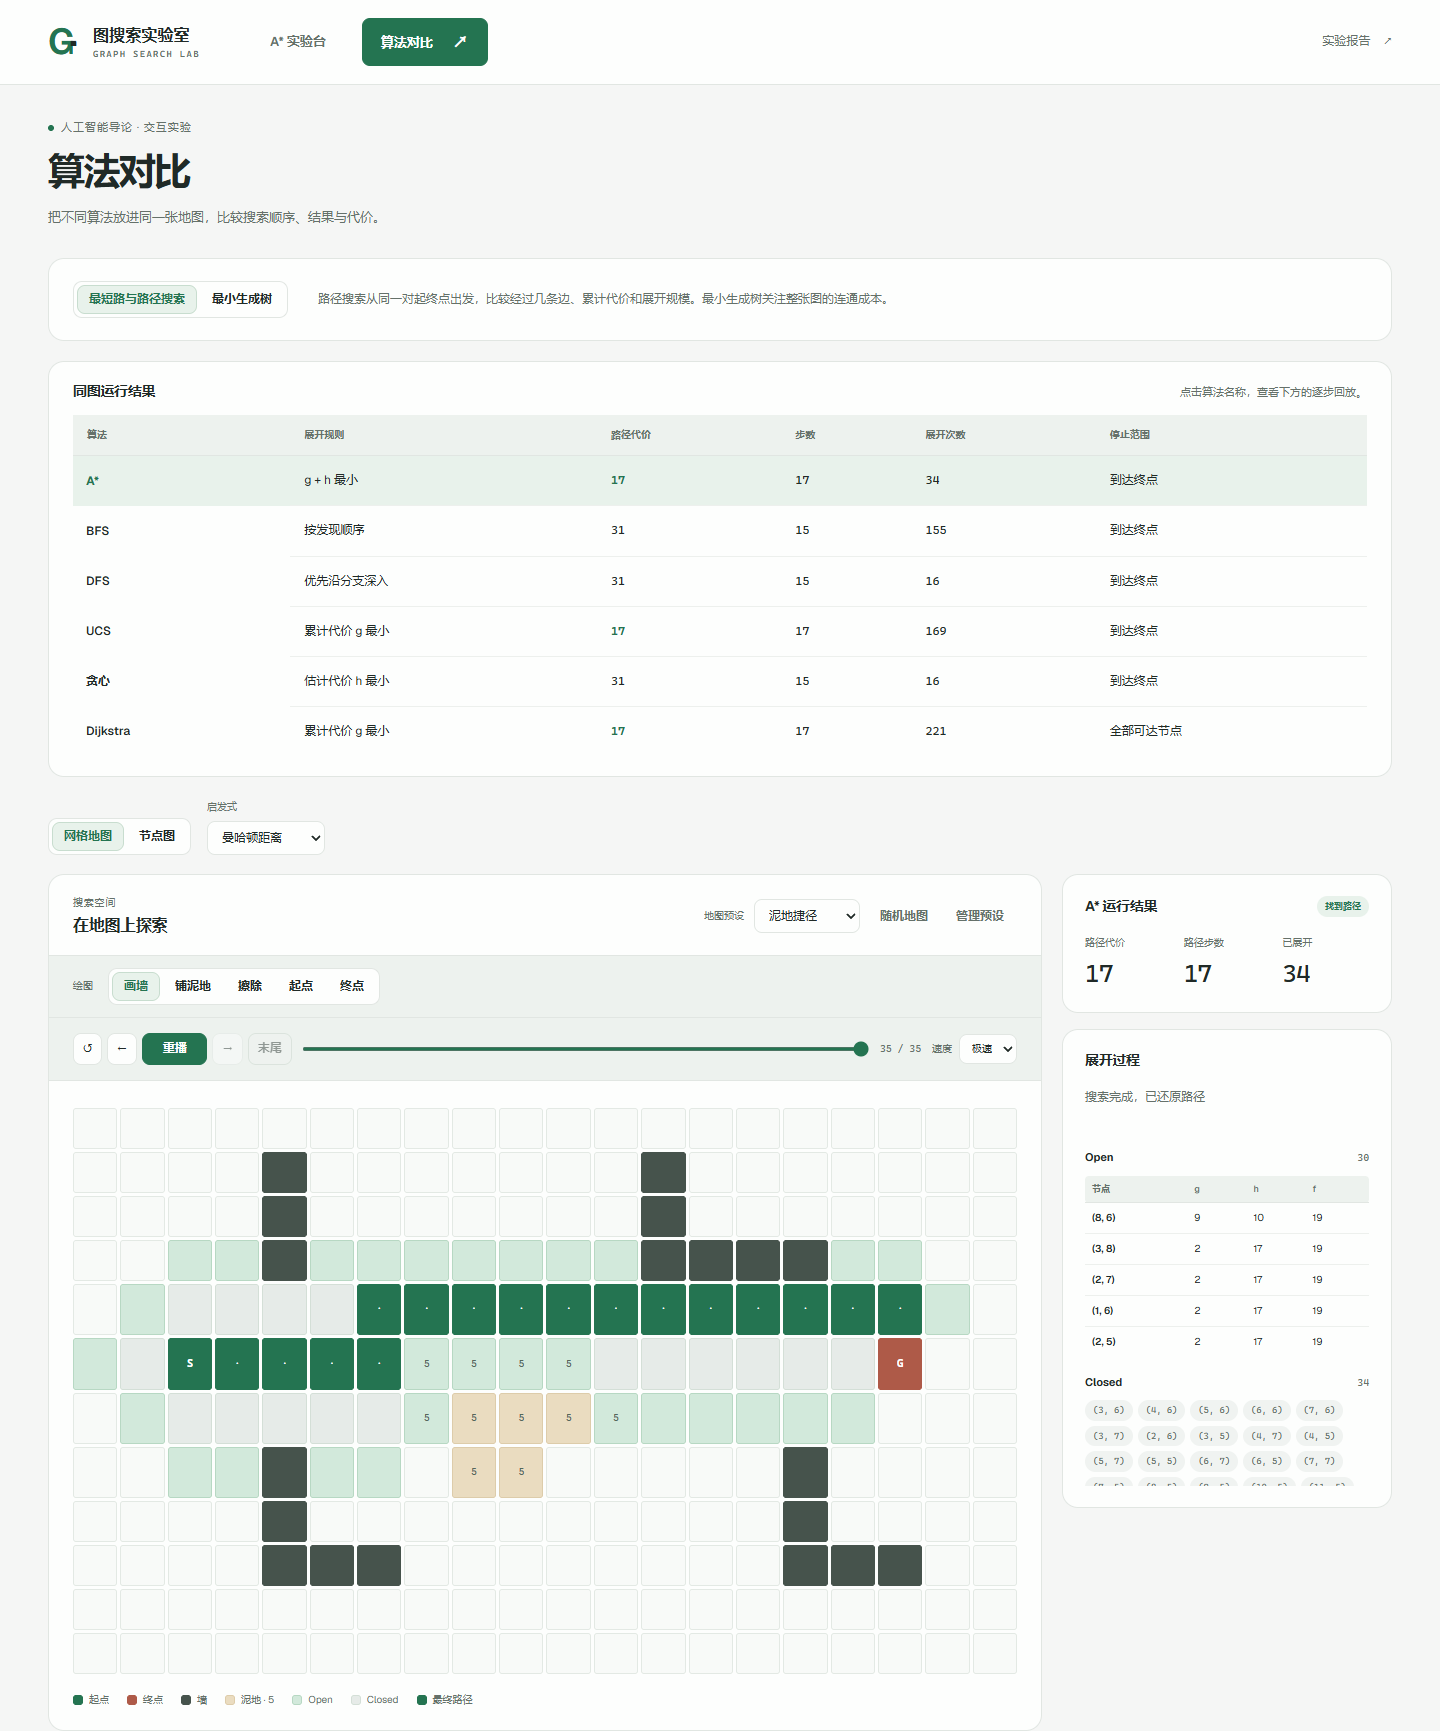 图搜索实验室
GRAPH SEARCH LAB
A* 实验台
算法对比 ↗
实验报告 ↗
人工智能导论 · 交互实验
算法对比
把不同算法放进同一张地图，比较搜索顺序、结果与代价。
最短路与路径搜索 最小生成树 路径搜索从同一对起终点出发，比较经过几条边、累计代价和展开规模。最小生成树关注整张图的连通成本。
同图运行结果 点击算法名称，查看下方的逐步回放。
算法 展开规则 路径代价 步数 展开次数 停止范围
A* g + h 最小 17 17 34 到达终点
BFS 按发现顺序 31 15 155 到达终点
DFS 优先沿分支深入 31 15 16 到达终点
UCS 累计代价 g 最小 17 17 169 到达终点
贪心 估计代价 h 最小 31 15 16 到达终点
Dijkstra 累计代价 g 最小 17 17 221 全部可达节点
启发式
网格地图 节点图 曼哈顿距离
搜索空间
在地图上探索
地图预设 泥地捷径 随机地图 管理预设
绘图 画墙 铺泥地 擦除 起点 终点
↺ ← 重播 → 末尾 35 / 35 速度 极速
S · · · · 5 5 5 5 G
5 5 5 5 5
5 5
起点 终点 墙 泥地 · 5 Open Closed 最终路径
A* 运行结果 找到路径
路径代价 路径步数 已展开
17 17 34
展开过程
搜索完成，已还原路径
Open 30
节点 g h f
(8, 6) 9 10 19
(3, 8) 2 17 19
(2, 7) 2 17 19
(1, 6) 2 17 19
(2, 5) 2 17 19
Closed 34
(3, 6) (4, 6) (5, 6) (6, 6) (7, 6)
(3, 7) (2, 6) (3, 5) (4, 7) (4, 5)
(5, 7) (5, 5) (6, 7) (6, 5) (7, 7)